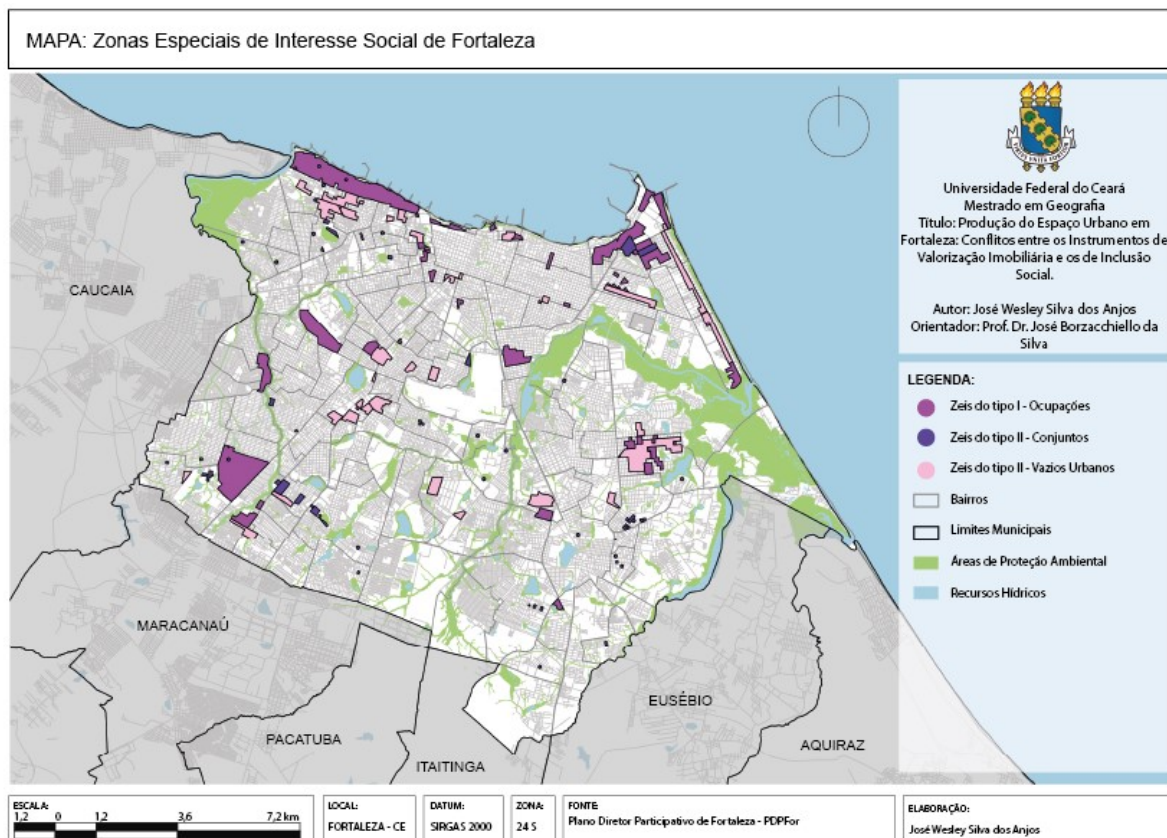 MAPA: Zonas Especiais de Interesse Social de Fortaleza
Universidade Federal do Ceará
Mestrado em Geografia
Título: Produção do Espaço Urbano em
Fortaleza: Conflitos entre os Instrumentos de
Valorização Imobiliária e os de Inclusão
Social.
Autor: José Wesley Silva dos Anjos
Orientador: Prof. Dr. José Borzacchiello da
Silva
LEGENDA:
Zeis do tipo I - Ocupações
Zeis do tipo II - Conjuntos
Zeis do tipo II - Vazios Urbanos
Bairros
Limites Municipais
Áreas de Proteção Ambiental
Recursos Hídricos
CAUCAIA
MARACANAÚ
PACATUBA
ITAITINGA
EUSÉBIO
AQUIRAZ
ESCALA:
1,2 0 1,2 3,6 7,2 km
LOCAL:
FORTALEZA - CE
DATUM:
SIRGAS 2000
ZONA:
24 S
FONTE:
Plano Diretor Participativo de Fortaleza - PDPFor
ELABORAÇÃO:
José Wesley Silva dos Anjos